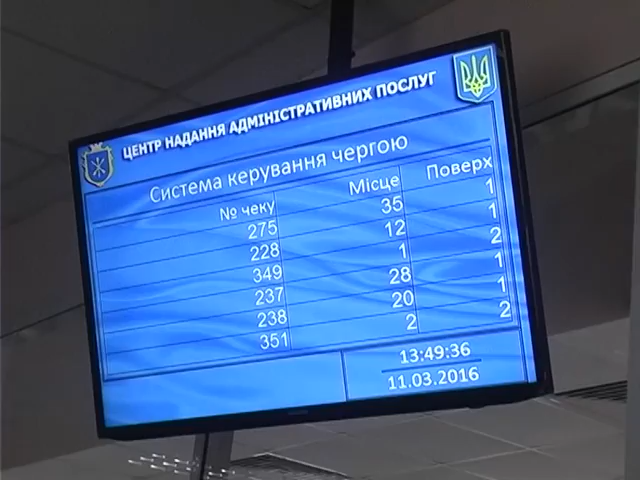 ЦЕНТР НАДАННЯ АДМІНІСТРАТИВНИХ ПОСЛУГ
Система керування чергою
№ чеку Місце Поверх
275 35 1
228 12 1
349 1 2
237 28 1
238 20 1
351 2 2
13:49:36
11.03.2016